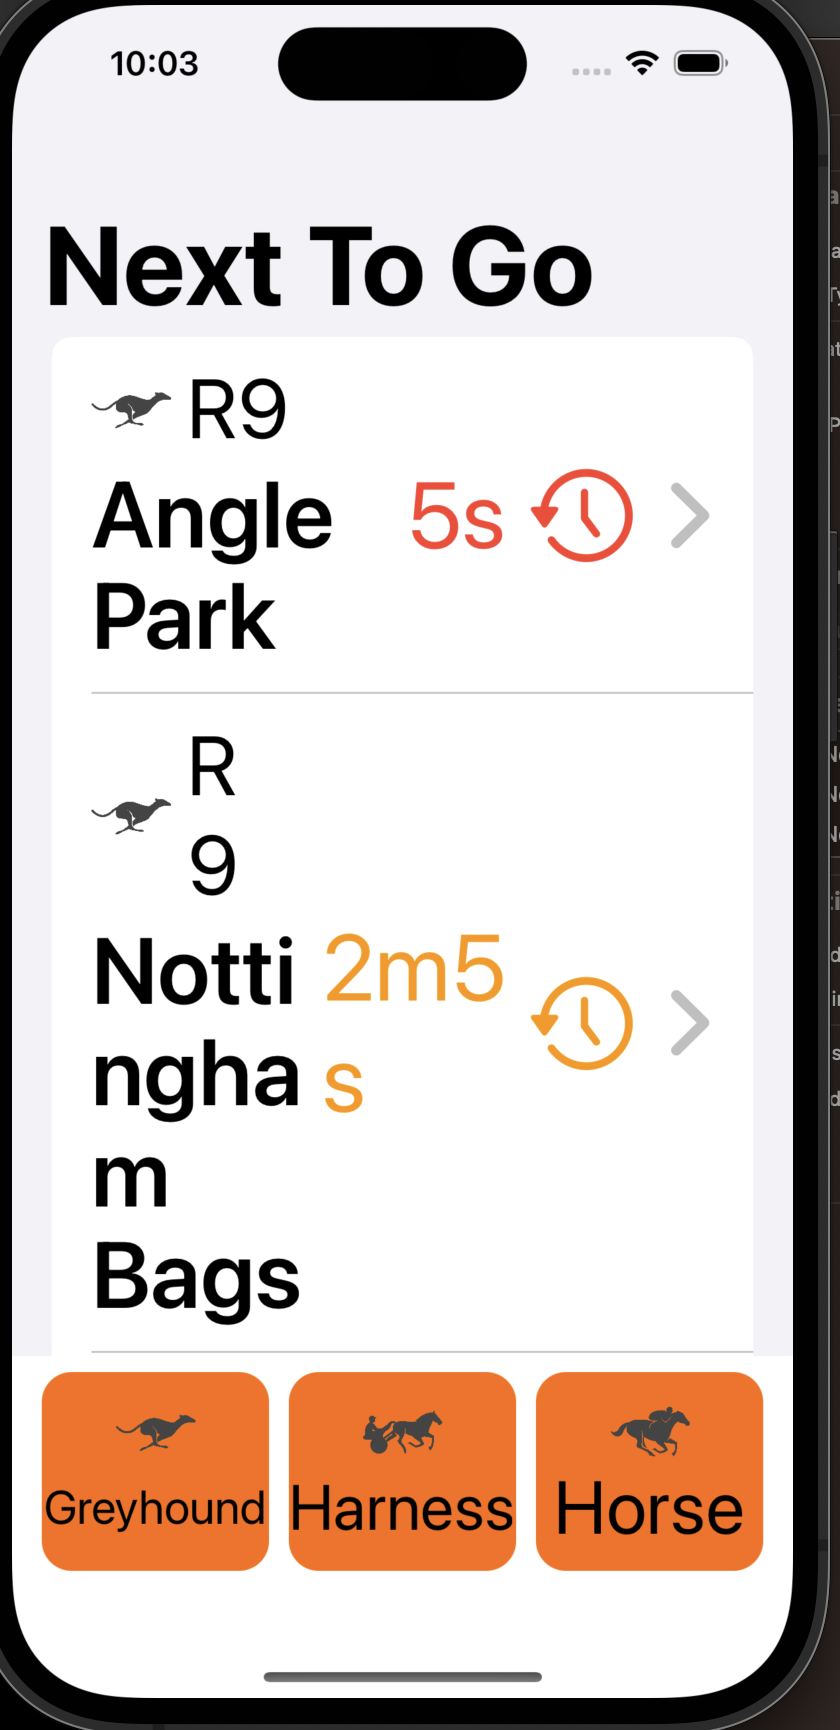 10:03
Next To Go
R9
Angle
Park
5s
R
9
Notti
ngha
m
Bags
2m5
s
Greyhound
Harness
Horse